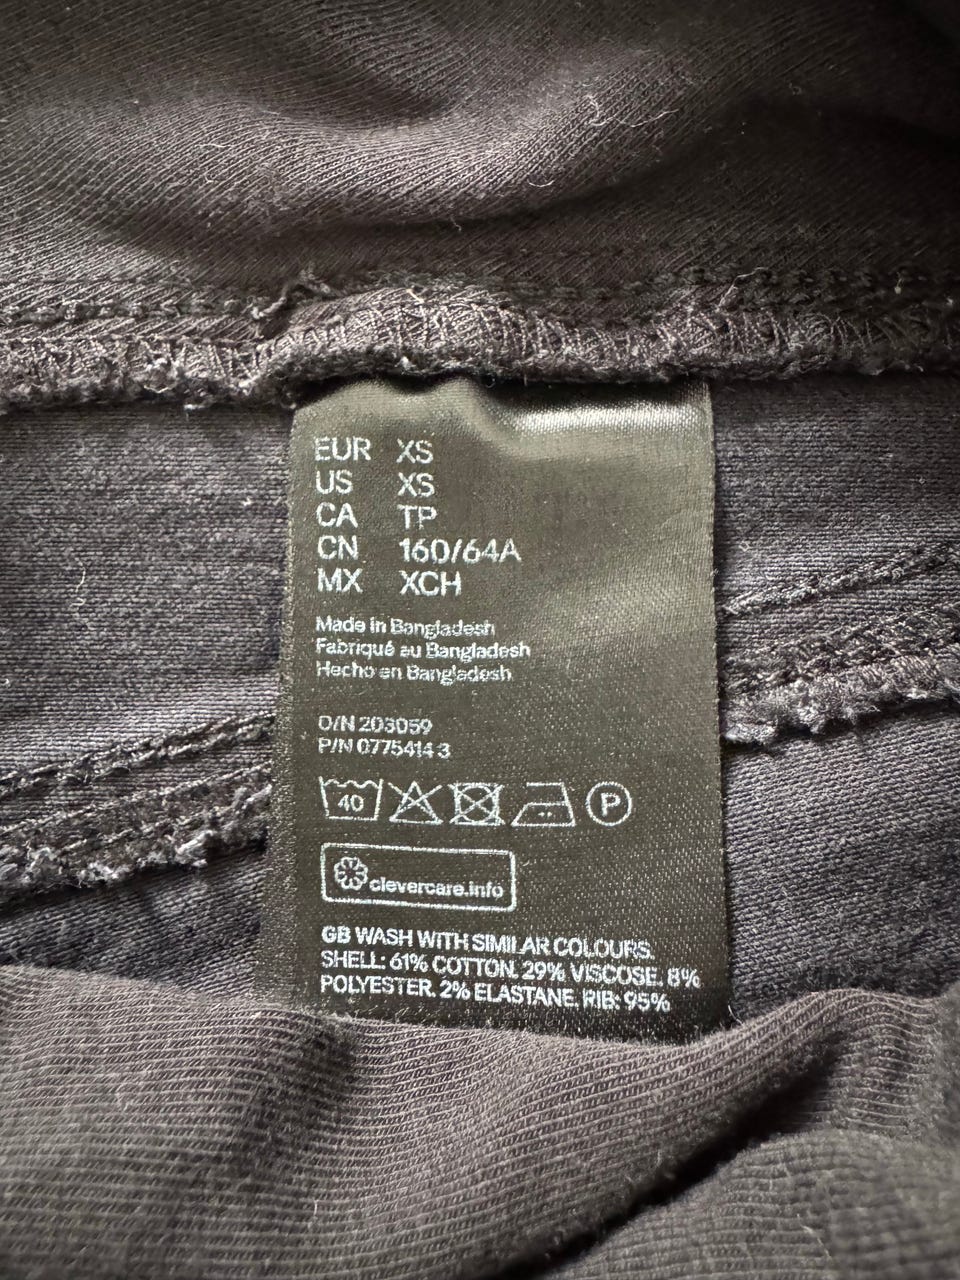 EUR XS
US XS
CA TP
CN 160/64A
MX XCH
Made in Bangladesh
Fabriqué au Bangladesh
Hecho en Bangladesh
O/N 203059
P/N 0775414 3
40 P
clevercare.info
GB WASH WITH SIMILAR COLOURS.
SHELL: 61% COTTON. 29% VISCOSE. 8%
POLYESTER. 2% ELASTANE. RIB: 95%